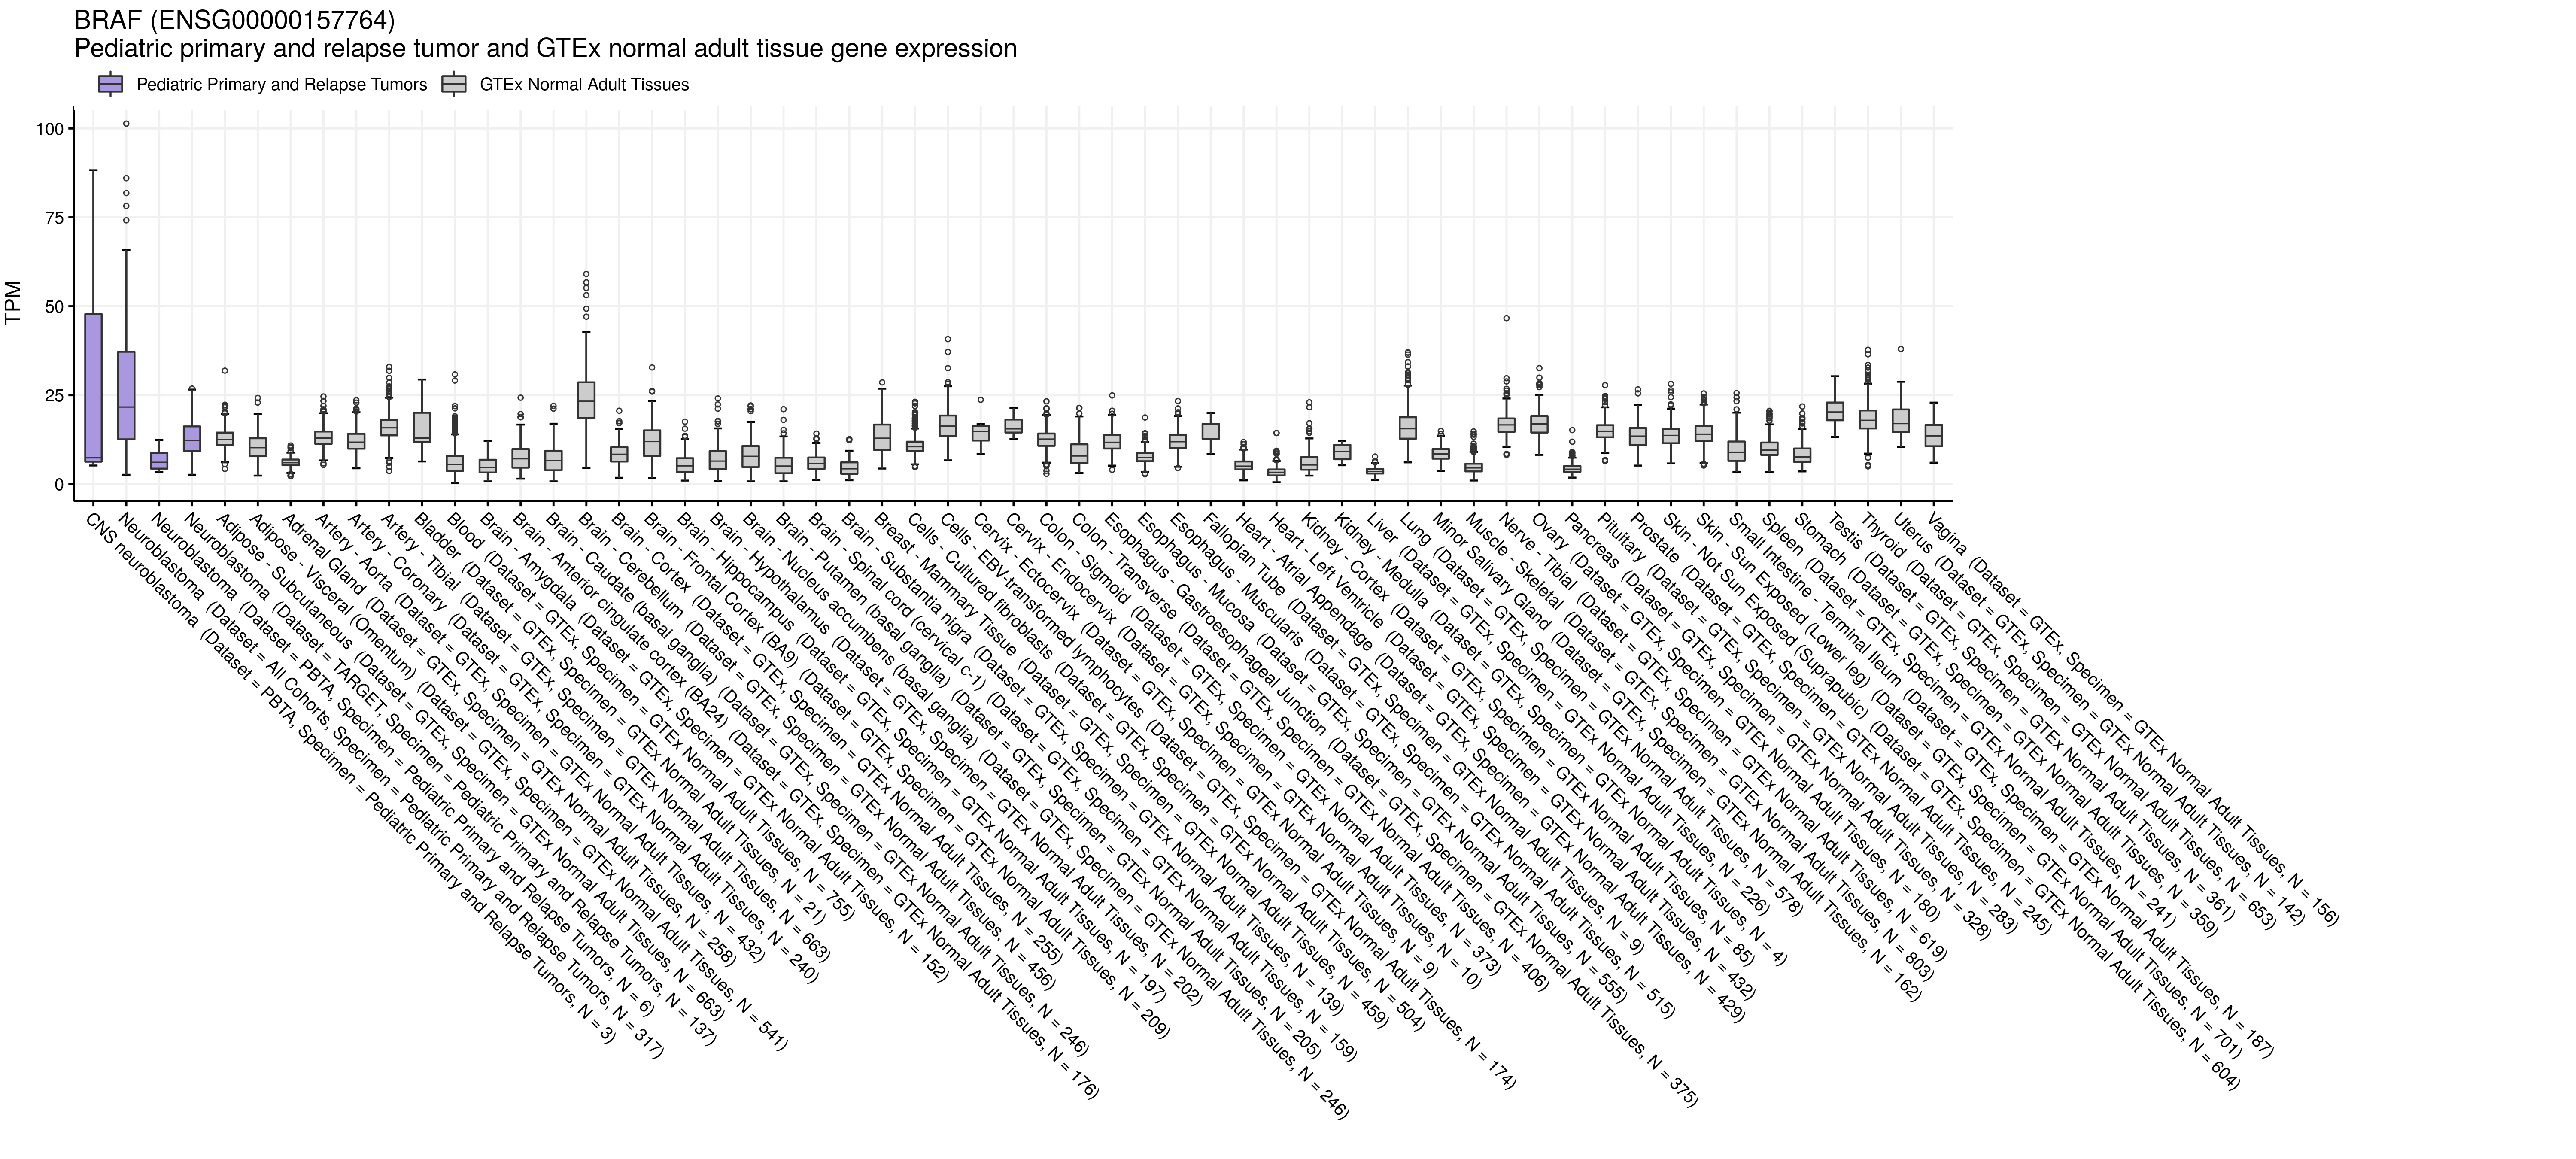 BRAF (ENSG00000157764)
Pediatric primary and relapse tumor and GTEx normal adult tissue gene expression
Pediatric Primary and Relapse Tumors
GTEx Normal Adult Tissues
TPM
100
75
50
25
0
CNS neuroblastoma (Dataset = PBTA, Specimen = Pediatric Primary and Relapse Tumors, N = 3)
Neuroblastoma (Dataset = All Cohorts, Specimen = Pediatric Primary and Relapse Tumors, N = 317)
Neuroblastoma (Dataset = PBTA, Specimen = Pediatric Primary and Relapse Tumors, N = 6)
Neuroblastoma (Dataset = TARGET, Specimen = Pediatric Primary and Relapse Tumors, N = 137)
Adipose - Subcutaneous (Dataset = GTEx, Specimen = GTEx Normal Adult Tissues, N = 663)
Adipose - Visceral (Omentum) (Dataset = GTEx, Specimen = GTEx Normal Adult Tissues, N = 541)
Adrenal Gland (Dataset = GTEx, Specimen = GTEx Normal Adult Tissues, N = 258)
Artery - Aorta (Dataset = GTEx, Specimen = GTEx Normal Adult Tissues, N = 432)
Artery - Coronary (Dataset = GTEx, Specimen = GTEx Normal Adult Tissues, N = 240)
Artery - Tibial (Dataset = GTEx, Specimen = GTEx Normal Adult Tissues, N = 663)
Bladder (Dataset = GTEx, Specimen = GTEx Normal Adult Tissues, N = 21)
Blood (Dataset = GTEx, Specimen = GTEx Normal Adult Tissues, N = 755)
Brain - Amygdala (Dataset = GTEx, Specimen = GTEx Normal Adult Tissues, N = 152)
Brain - Anterior cingulate cortex (BA24) (Dataset = GTEx, Specimen = GTEx Normal Adult Tissues, N = 176)
Brain - Caudate (basal ganglia) (Dataset = GTEx, Specimen = GTEx Normal Adult Tissues, N = 246)
Brain - Cerebellum (Dataset = GTEx, Specimen = GTEx Normal Adult Tissues, N = 456)
Brain - Cortex (Dataset = GTEx, Specimen = GTEx Normal Adult Tissues, N = 255)
Brain - Frontal Cortex (BA9) (Dataset = GTEx, Specimen = GTEx Normal Adult Tissues, N = 209)
Brain - Hippocampus (Dataset = GTEx, Specimen = GTEx Normal Adult Tissues, N = 197)
Brain - Hypothalamus (Dataset = GTEx, Specimen = GTEx Normal Adult Tissues, N = 202)
Brain - Nucleus accumbens (basal ganglia) (Dataset = GTEx, Specimen = GTEx Normal Adult Tissues, N = 246)
Brain - Putamen (basal ganglia) (Dataset = GTEx, Specimen = GTEx Normal Adult Tissues, N = 205)
Brain - Spinal cord (cervical c-1) (Dataset = GTEx, Specimen = GTEx Normal Adult Tissues, N = 159)
Brain - Substantia nigra (Dataset = GTEx, Specimen = GTEx Normal Adult Tissues, N = 139)
Breast - Mammary Tissue (Dataset = GTEx, Specimen = GTEx Normal Adult Tissues, N = 459)
Cells - Cultured fibroblasts (Dataset = GTEx, Specimen = GTEx Normal Adult Tissues, N = 504)
Cells - EBV-transformed lymphocytes (Dataset = GTEx, Specimen = GTEx Normal Adult Tissues, N = 174)
Cervix - Ectocervix (Dataset = GTEx, Specimen = GTEx Normal Adult Tissues, N = 9)
Cervix - Endocervix (Dataset = GTEx, Specimen = GTEx Normal Adult Tissues, N = 10)
Colon - Sigmoid (Dataset = GTEx, Specimen = GTEx Normal Adult Tissues, N = 373)
Colon - Transverse (Dataset = GTEx, Specimen = GTEx Normal Adult Tissues, N = 406)
Esophagus - Gastroesophageal Junction (Dataset = GTEx, Specimen = GTEx Normal Adult Tissues, N = 375)
Esophagus - Mucosa (Dataset = GTEx, Specimen = GTEx Normal Adult Tissues, N = 555)
Esophagus - Muscularis (Dataset = GTEx, Specimen = GTEx Normal Adult Tissues, N = 515)
Fallopian Tube (Dataset = GTEx, Specimen = GTEx Normal Adult Tissues, N = 9)
Heart - Atrial Appendage (Dataset = GTEx, Specimen = GTEx Normal Adult Tissues, N = 429)
Heart - Left Ventricle (Dataset = GTEx, Specimen = GTEx Normal Adult Tissues, N = 432)
Kidney - Cortex (Dataset = GTEx, Specimen = GTEx Normal Adult Tissues, N = 85)
Kidney - Medulla (Dataset = GTEx, Specimen = GTEx Normal Adult Tissues, N = 4)
Liver (Dataset = GTEx, Specimen = GTEx Normal Adult Tissues, N = 226)
Lung (Dataset = GTEx, Specimen = GTEx Normal Adult Tissues, N = 578)
Minor Salivary Gland (Dataset = GTEx, Specimen = GTEx Normal Adult Tissues, N = 162)
Muscle - Skeletal (Dataset = GTEx, Specimen = GTEx Normal Adult Tissues, N = 803)
Nerve - Tibial (Dataset = GTEx, Specimen = GTEx Normal Adult Tissues, N = 619)
Ovary (Dataset = GTEx, Specimen = GTEx Normal Adult Tissues, N = 180)
Pancreas (Dataset = GTEx, Specimen = GTEx Normal Adult Tissues, N = 328)
Pituitary (Dataset = GTEx, Specimen = GTEx Normal Adult Tissues, N = 283)
Prostate (Dataset = GTEx, Specimen = GTEx Normal Adult Tissues, N = 245)
Skin - Not Sun Exposed (Suprapubic) (Dataset = GTEx, Specimen = GTEx Normal Adult Tissues, N = 604)
Skin - Sun Exposed (Lower leg) (Dataset = GTEx, Specimen = GTEx Normal Adult Tissues, N = 701)
Small Intestine - Terminal Ileum (Dataset = GTEx, Specimen = GTEx Normal Adult Tissues, N = 187)
Spleen (Dataset = GTEx, Specimen = GTEx Normal Adult Tissues, N = 241)
Stomach (Dataset = GTEx, Specimen = GTEx Normal Adult Tissues, N = 359)
Testis (Dataset = GTEx, Specimen = GTEx Normal Adult Tissues, N = 361)
Thyroid (Dataset = GTEx, Specimen = GTEx Normal Adult Tissues, N = 653)
Uterus (Dataset = GTEx, Specimen = GTEx Normal Adult Tissues, N = 142)
Vagina (Dataset = GTEx, Specimen = GTEx Normal Adult Tissues, N = 156)